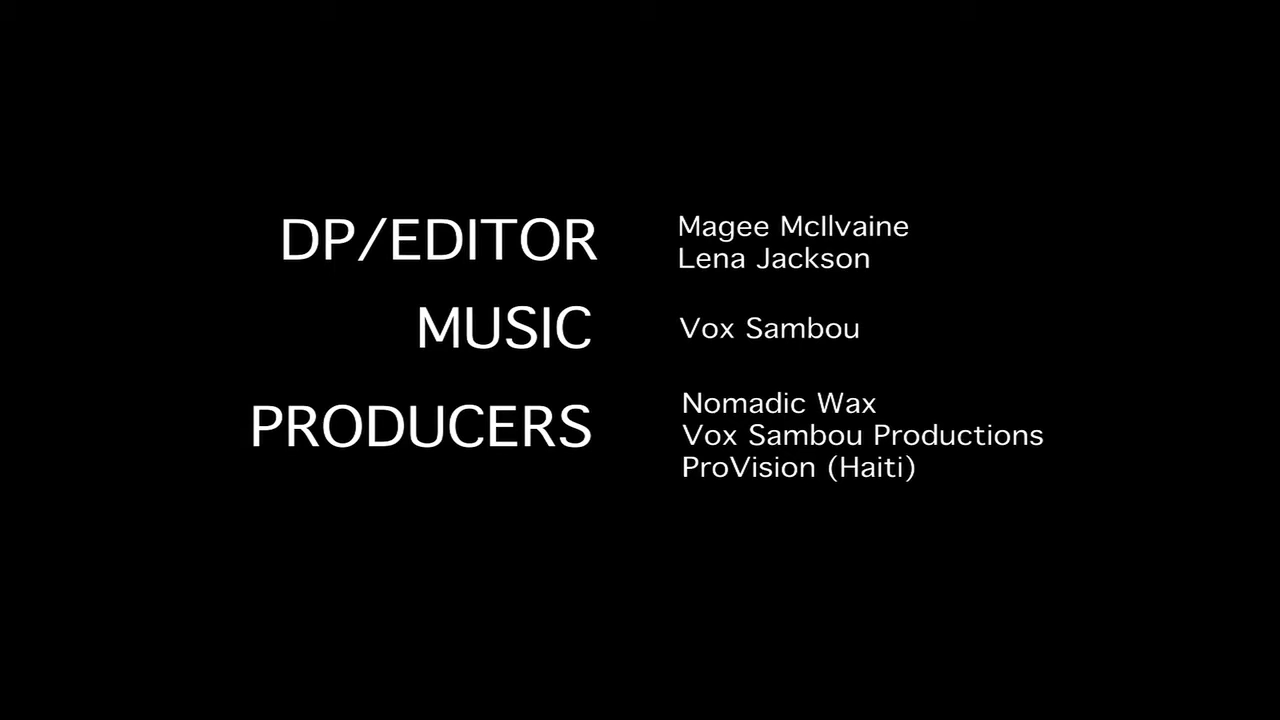 DP/EDITOR
Magee McIlvaine
Lena Jackson
MUSIC
Vox Sambou
PRODUCERS
Nomadic Wax
Vox Sambou Productions
ProVision (Haiti)